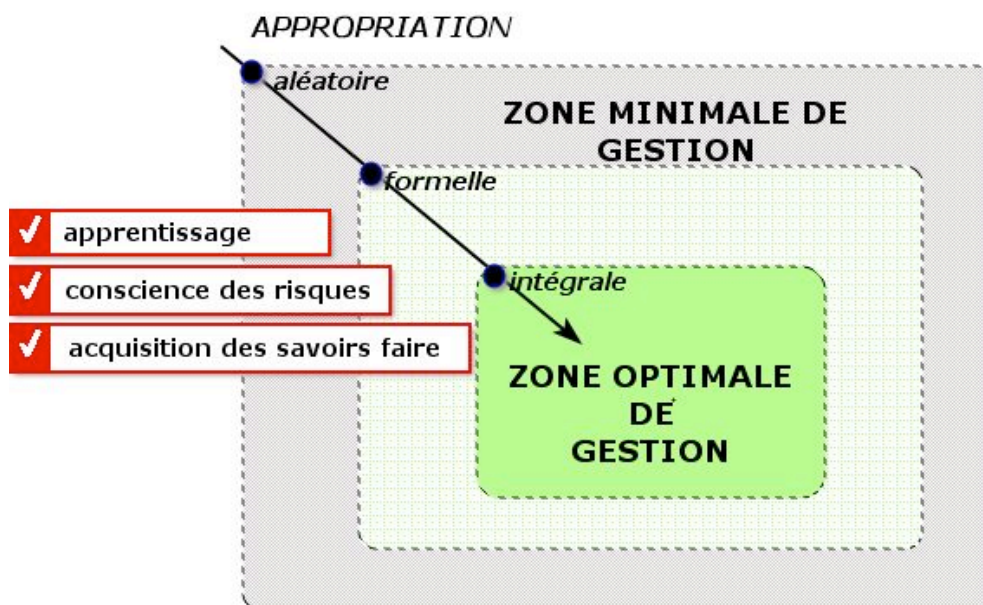 APPROPRIATION
aléatoire
ZONE MINIMALE DE
GESTION
formelle
apprentissage
intégrale
conscience des risques
acquisition des savoirs faire
ZONE OPTIMALE
DE
GESTION